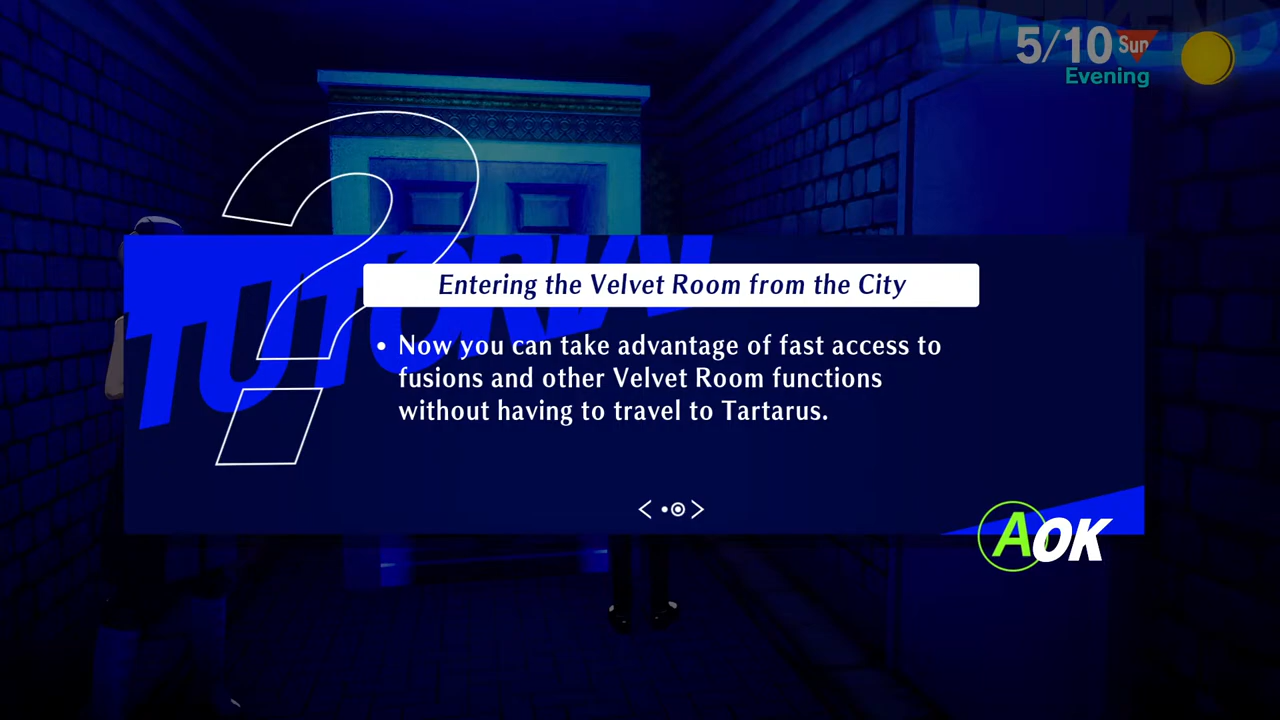 WEEKEND
5/10 Sun
Evening
TUTORIAL
Entering the Velvet Room from the City
• Now you can take advantage of fast access to
fusions and other Velvet Room functions
without having to travel to Tartarus.
A OK